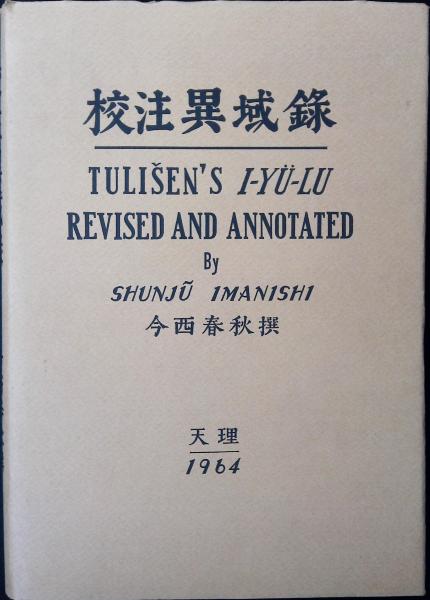 校注異域錄
TULIŠEN'S I-YÜ-LU
REVISED AND ANNOTATED
By
SHUNJŪ IMANISHI
今西春秋撰
天理
1964